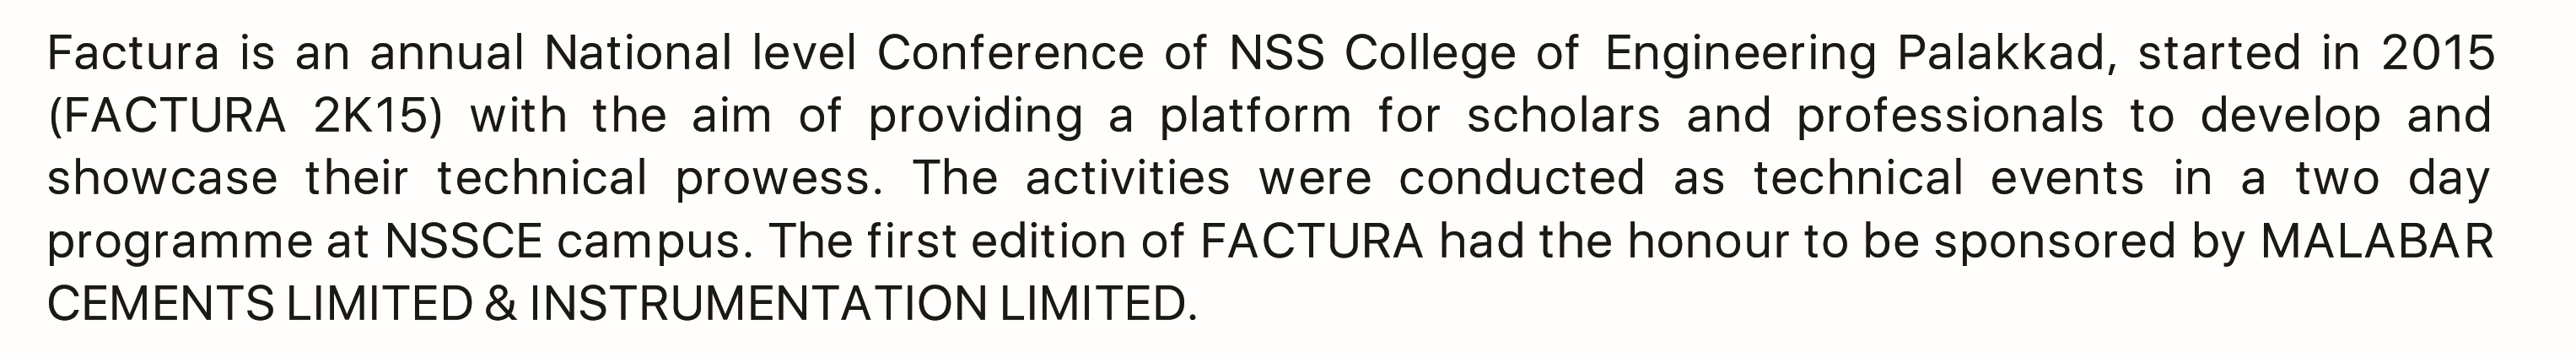 Factura is an annual National level Conference of NSS College of Engineering Palakkad, started in 2015
(FACTURA 2K15) with the aim of providing a platform for scholars and professionals to develop and
showcase their technical prowess. The activities were conducted as technical events in a two day
programme at NSSCE campus. The first edition of FACTURA had the honour to be sponsored by MALABAR
CEMENTS LIMITED & INSTRUMENTATION LIMITED.